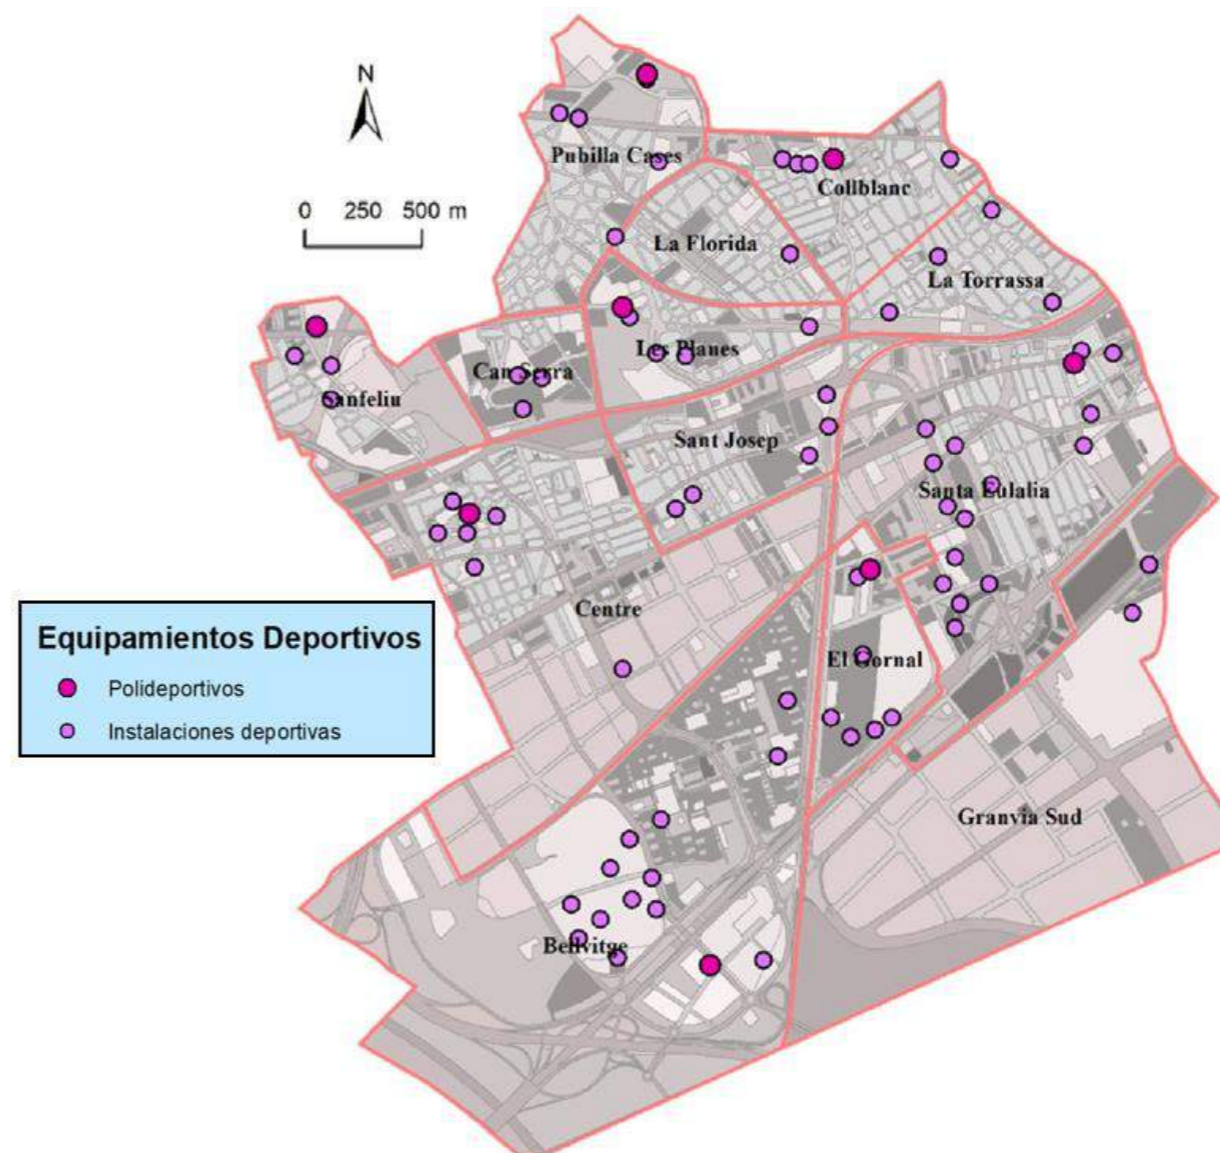 N
0 250 500 m
Pubilla Cases
Collblanc
La Florida
La Torrassa
Les Planes
Can Serra
Sanfeliu
Sant Josep
Santa Eulalia
Centre
El Gornal
Granvia Sud
Bellvitge
Equipamientos Deportivos
Polideportivos
Instalaciones deportivas